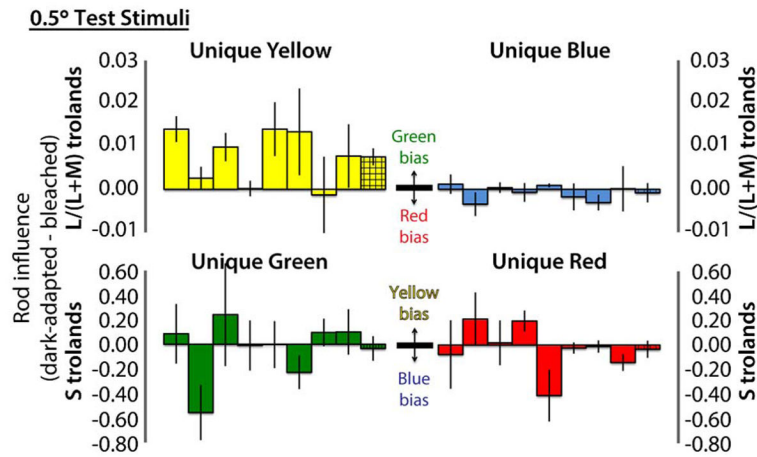 0.5º Test Stimuli
Unique Yellow
Unique Blue
0.03
0.02
0.01
0.00
-0.01
L/(L+M) trolands
Green
bias
Red
bias
0.03
0.02
0.01
0.00
-0.01
L/(L+M) trolands
Rod influence
(dark-adapted - bleached)
Unique Green
Unique Red
0.60
0.40
0.20
0.00
-0.20
-0.40
-0.60
-0.80
S trolands
Yellow
bias
Blue
bias
0.60
0.40
0.20
0.00
-0.20
-0.40
-0.60
-0.80
S trolands